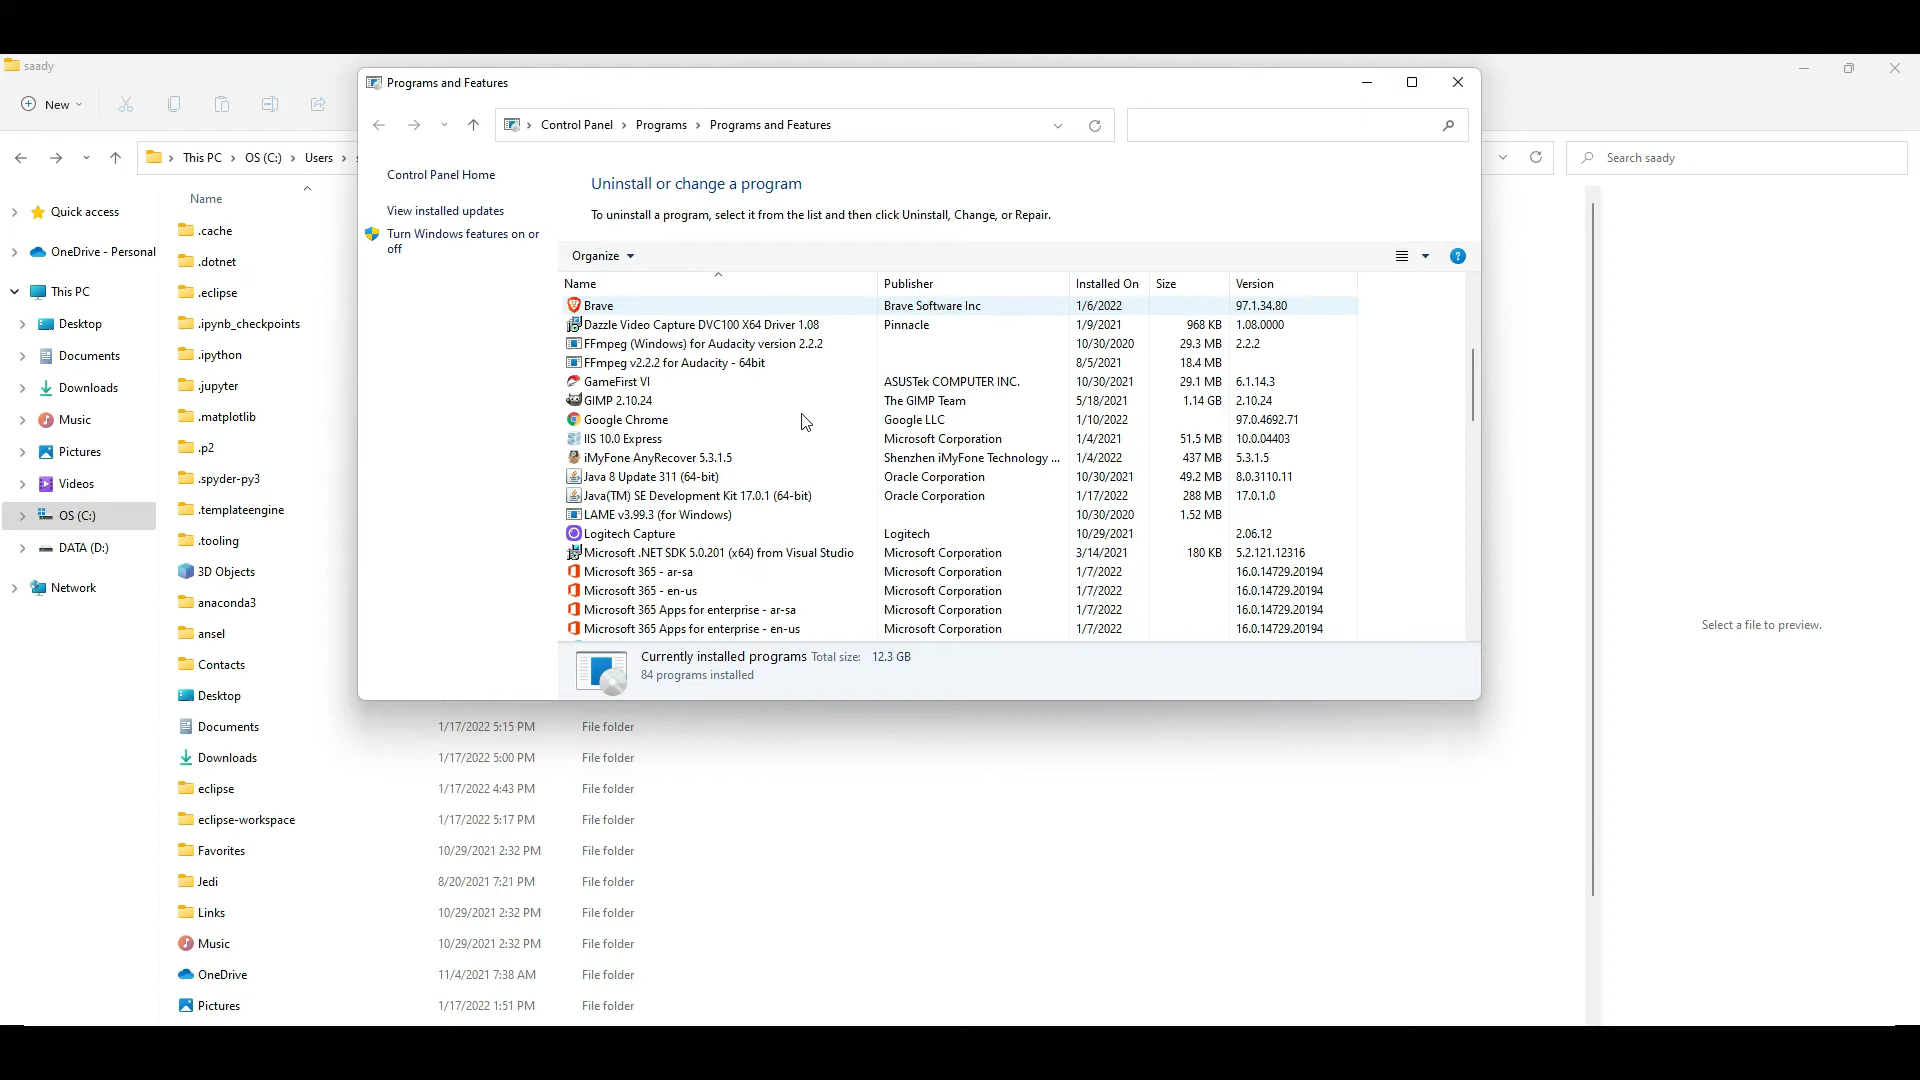 saady
New
This PC > OS (C:) > Users >
Search saady
Quick access
OneDrive - Personal
This PC
Desktop
Documents
Downloads
Music
Pictures
Videos
OS (C:)
DATA (D:)
Network
Name
.cache
.dotnet
.eclipse
.ipynb_checkpoints
.ipython
.jupyter
.matplotlib
.p2
.spyder-py3
.templateengine
.tooling
3D Objects
anaconda3
ansel
Contacts
Desktop
Documents 1/17/2022 5:15 PM File folder
Downloads 1/17/2022 5:00 PM File folder
eclipse 1/17/2022 4:43 PM File folder
eclipse-workspace 1/17/2022 5:17 PM File folder
Favorites 10/29/2021 2:32 PM File folder
Jedi 8/20/2021 7:21 PM File folder
Links 10/29/2021 2:32 PM File folder
Music 10/29/2021 2:32 PM File folder
OneDrive 11/4/2021 7:38 AM File folder
Pictures 1/17/2022 1:51 PM File folder
Programs and Features
Control Panel > Programs > Programs and Features
Control Panel Home
View installed updates
Turn Windows features on or
off
Uninstall or change a program
To uninstall a program, select it from the list and then click Uninstall, Change, or Repair.
Organize
Name Publisher Installed On Size Version
Brave Brave Software Inc 1/6/2022 97.1.34.80
Dazzle Video Capture DVC100 X64 Driver 1.08 Pinnacle 1/9/2021 968 KB 1.08.0000
FFmpeg (Windows) for Audacity version 2.2.2 10/30/2020 29.3 MB 2.2.2
FFmpeg v2.2.2 for Audacity - 64bit 8/5/2021 18.4 MB
GameFirst VI ASUSTek COMPUTER INC. 10/30/2021 29.1 MB 6.1.14.3
GIMP 2.10.24 The GIMP Team 5/18/2021 1.14 GB 2.10.24
Google Chrome Google LLC 1/10/2022 97.0.4692.71
IIS 10.0 Express Microsoft Corporation 1/4/2021 51.5 MB 10.0.04403
iMyFone AnyRecover 5.3.1.5 Shenzhen iMyFone Technology ... 1/4/2022 437 MB 5.3.1.5
Java 8 Update 311 (64-bit) Oracle Corporation 10/30/2021 49.2 MB 8.0.3110.11
Java(TM) SE Development Kit 17.0.1 (64-bit) Oracle Corporation 1/17/2022 288 MB 17.0.1.0
LAME v3.99.3 (for Windows) 10/30/2020 1.52 MB
Logitech Capture Logitech 10/29/2021 2.06.12
Microsoft .NET SDK 5.0.201 (x64) from Visual Studio Microsoft Corporation 3/14/2021 180 KB 5.2.121.12316
Microsoft 365 - ar-sa Microsoft Corporation 1/7/2022 16.0.14729.20194
Microsoft 365 - en-us Microsoft Corporation 1/7/2022 16.0.14729.20194
Microsoft 365 Apps for enterprise - ar-sa Microsoft Corporation 1/7/2022 16.0.14729.20194
Microsoft 365 Apps for enterprise - en-us Microsoft Corporation 1/7/2022 16.0.14729.20194
Currently installed programs Total size: 12.3 GB
84 programs installed
Select a file to preview.